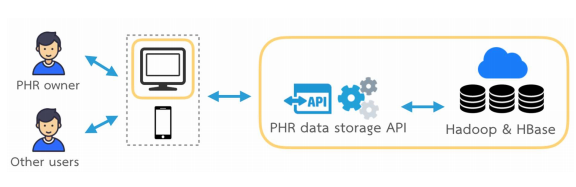 PHR owner
Other users
API
PHR data storage API
Hadoop & HBase